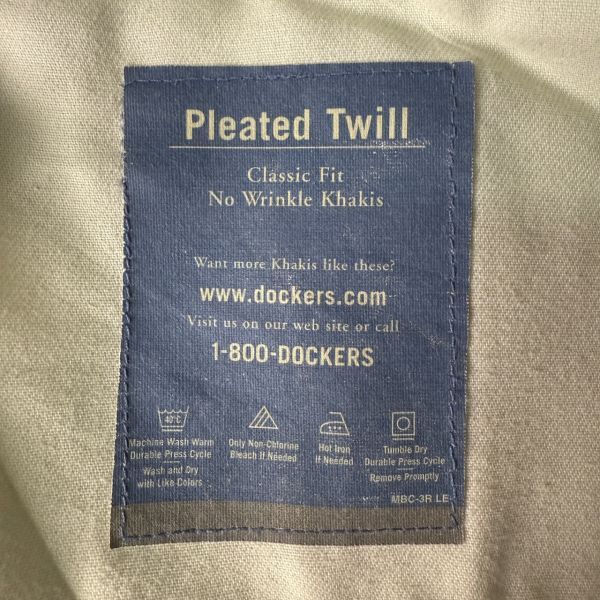 Pleated Twill
Classic Fit
No Wrinkle Khakis
Want more Khakis like these?
www.dockers.com
Visit us on our web site or call
1-800-DOCKERS
40°C
Machine Wash Warm
Durable Press Cycle
Wash and Dry
with Like Colors
Only Non-Chlorine
Bleach If Needed
Hot Iron
If Needed
Tumble Dry
Durable Press Cycle
Remove Promptly
MBC-3R LE